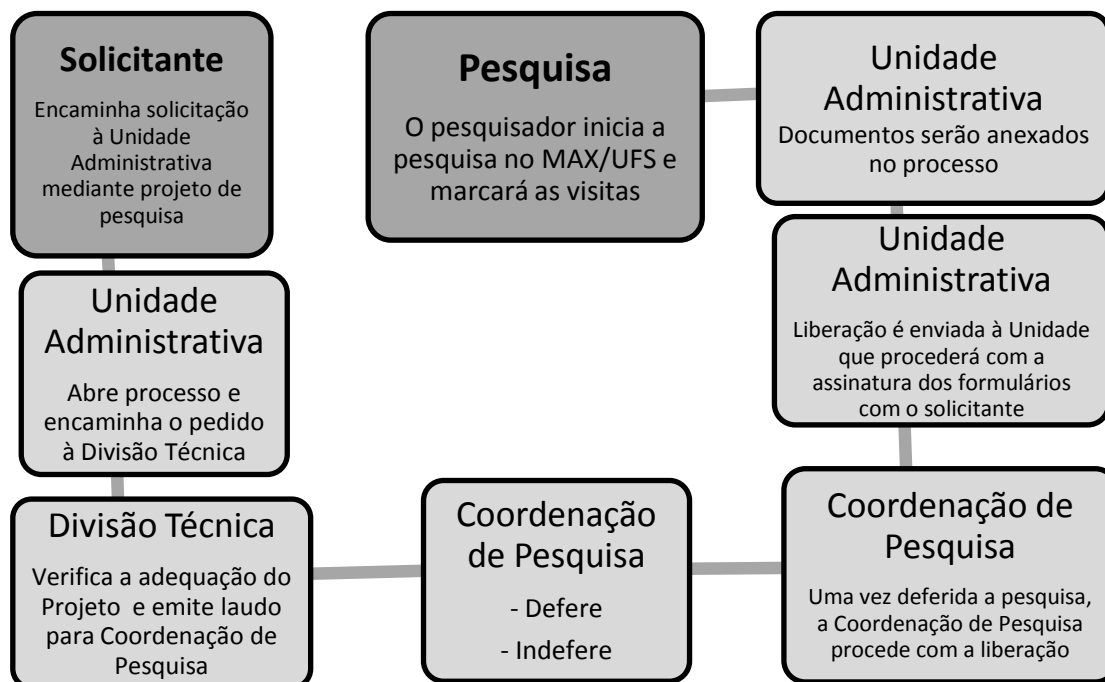 Solicitante
Encaminha solicitação
à Unidade
Administrativa
mediante projeto de
pesquisa
Unidade
Administrativa
Abre processo e
encaminha o pedido
à Divisão Técnica
Divisão Técnica
Verifica a adequação do
Projeto e emite laudo
para Coordenação de
Pesquisa
Coordenação
de Pesquisa
- Defere
- Indefere
Coordenação de
Pesquisa
Uma vez deferida a pesquisa,
a Coordenação de Pesquisa
procede com a liberação
Unidade
Administrativa
Liberação é enviada à Unidade
que procederá com a
assinatura dos formulários
com o solicitante
Unidade
Administrativa
Documentos serão anexados
no processo
Pesquisa
O pesquisador inicia a
pesquisa no MAX/UFS e
marcará as visitas